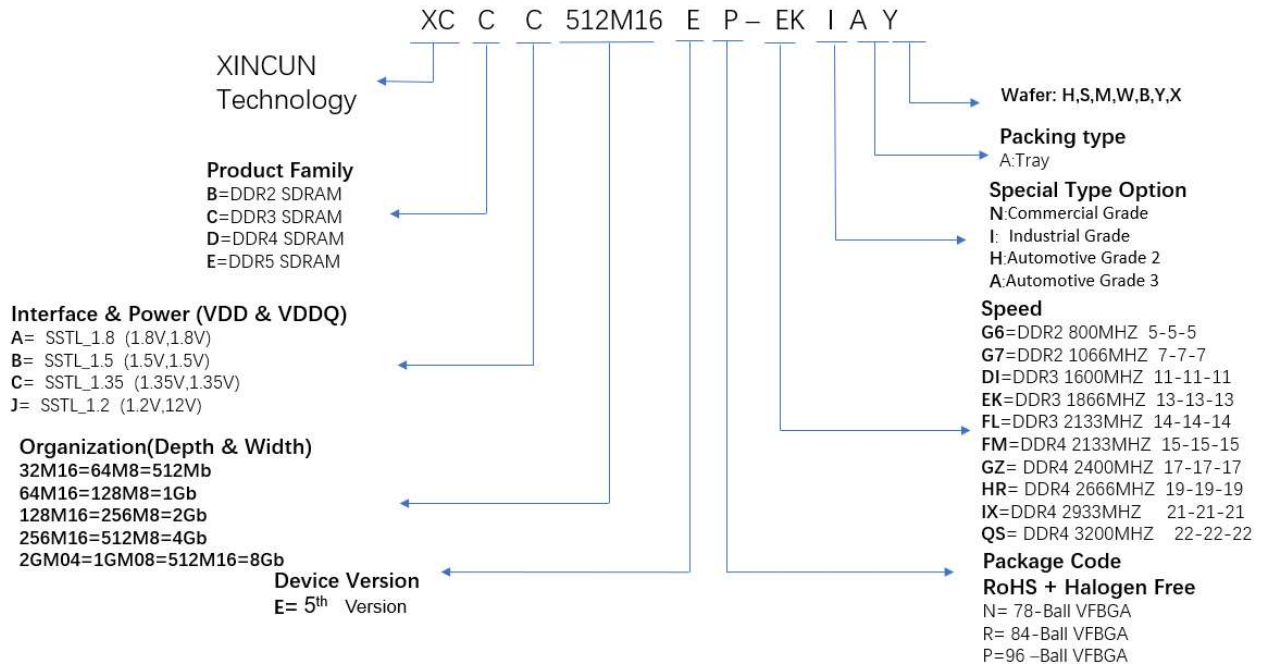 XC C C 512M16 E P – EK I A Y
XINCUN
Technology
Product Family
B=DDR2 SDRAM
C=DDR3 SDRAM
D=DDR4 SDRAM
E=DDR5 SDRAM
Interface & Power (VDD & VDDQ)
A= SSTL_1.8 (1.8V,1.8V)
B= SSTL_1.5 (1.5V,1.5V)
C= SSTL_1.35 (1.35V,1.35V)
J= SSTL_1.2 (1.2V,12V)
Organization(Depth & Width)
32M16=64M8=512Mb
64M16=128M8=1Gb
128M16=256M8=2Gb
256M16=512M8=4Gb
2GM04=1GM08=512M16=8Gb
Device Version
E= 5th Version
Wafer: H,S,M,W,B,Y,X
Packing type
A:Tray
Special Type Option
N:Commercial Grade
I: Industrial Grade
H:Automotive Grade 2
A:Automotive Grade 3
Speed
G6=DDR2 800MHZ 5-5-5
G7=DDR2 1066MHZ 7-7-7
DI=DDR3 1600MHZ 11-11-11
EK=DDR3 1866MHZ 13-13-13
FL=DDR3 2133MHZ 14-14-14
FM=DDR4 2133MHZ 15-15-15
GZ= DDR4 2400MHZ 17-17-17
HR= DDR4 2666MHZ 19-19-19
IX=DDR4 2933MHZ 21-21-21
QS= DDR4 3200MHZ 22-22-22
Package Code
RoHS + Halogen Free
N= 78-Ball VFBGA
R= 84-Ball VFBGA
P=96 –Ball VFBGA